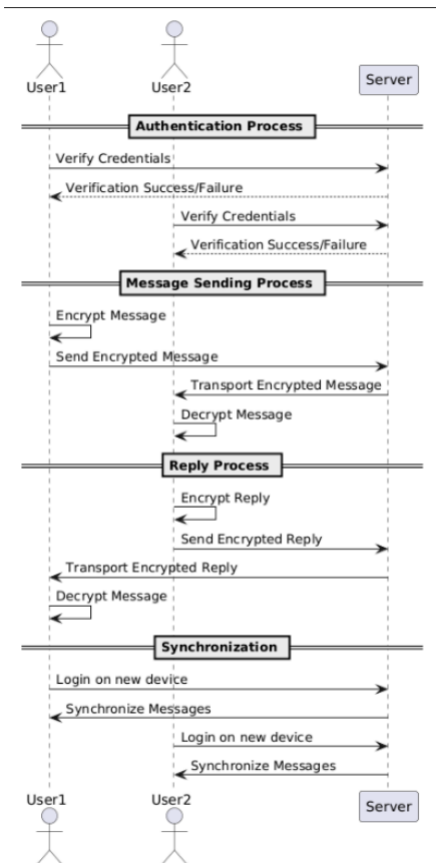 User1
User2
Server
Authentication Process
Verify Credentials
Verification Success/Failure
Verify Credentials
Verification Success/Failure
Message Sending Process
Encrypt Message
Send Encrypted Message
Transport Encrypted Message
Decrypt Message
Reply Process
Encrypt Reply
Send Encrypted Reply
Transport Encrypted Reply
Decrypt Message
Synchronization
Login on new device
Synchronize Messages
Login on new device
Synchronize Messages
User1
User2
Server